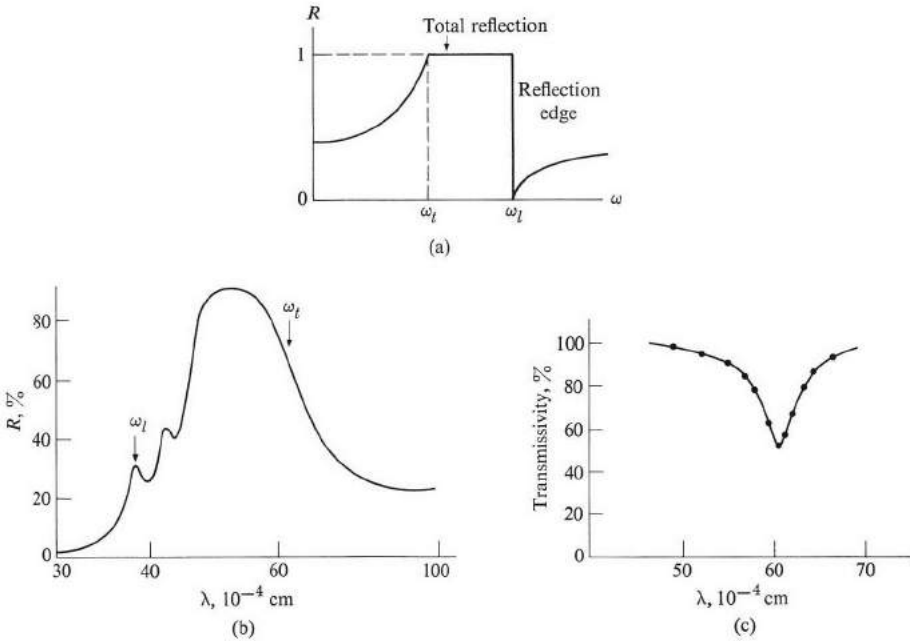 R
Total reflection
1
Reflection
edge
0
ω_t
ω_l
ω
(a)
80
60
40
20
0
R, %
ω_l
ω_t
30
40
60
100
λ, 10⁻⁴ cm
(b)
100
80
60
40
20
0
Transmissivity, %
50
60
70
λ, 10⁻⁴ cm
(c)